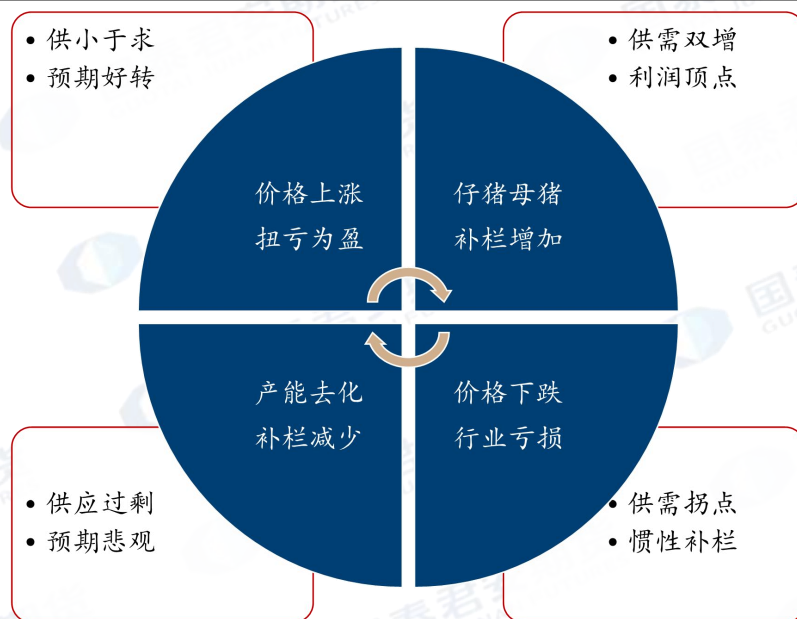 • 供小于求
• 预期好转
• 供需双增
• 利润顶点
价格上涨
扭亏为盈
仔猪母猪
补栏增加
产能去化
补栏减少
价格下跌
行业亏损
• 供应过剩
• 预期悲观
• 供需拐点
• 惯性补栏